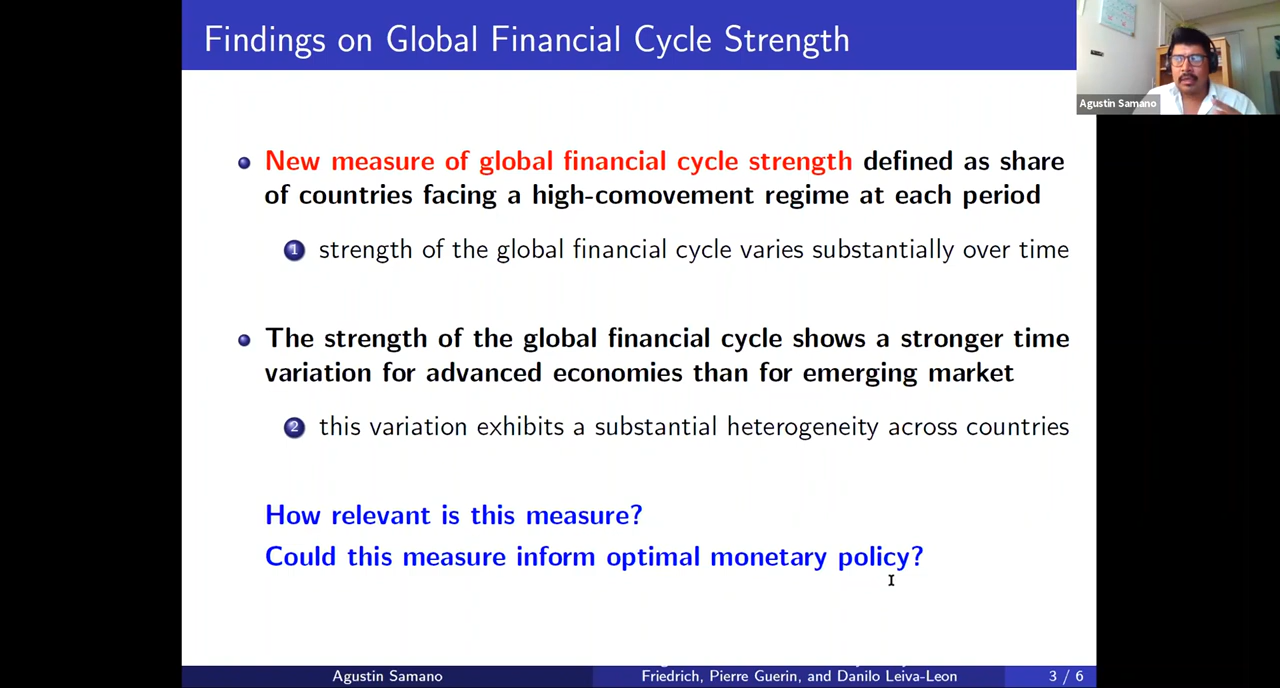 Findings on Global Financial Cycle Strength
Agustin Samano
New measure of global financial cycle strength defined as share
of countries facing a high-comovement regime at each period
1 strength of the global financial cycle varies substantially over time
The strength of the global financial cycle shows a stronger time
variation for advanced economies than for emerging market
2 this variation exhibits a substantial heterogeneity across countries
How relevant is this measure?
Could this measure inform optimal monetary policy?
Agustin Samano
Friedrich, Pierre Guerin, and Danilo Leiva-Leon
3 / 6